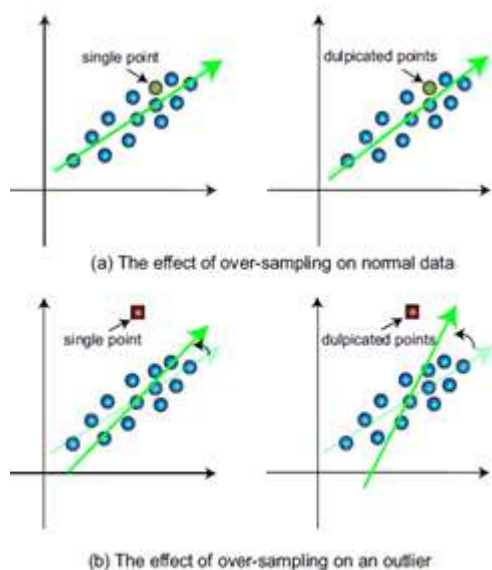 single point
dulpicated points
(a) The effect of over-sampling on normal data
single point
dulpicated points
(b) The effect of over-sampling on an outlier